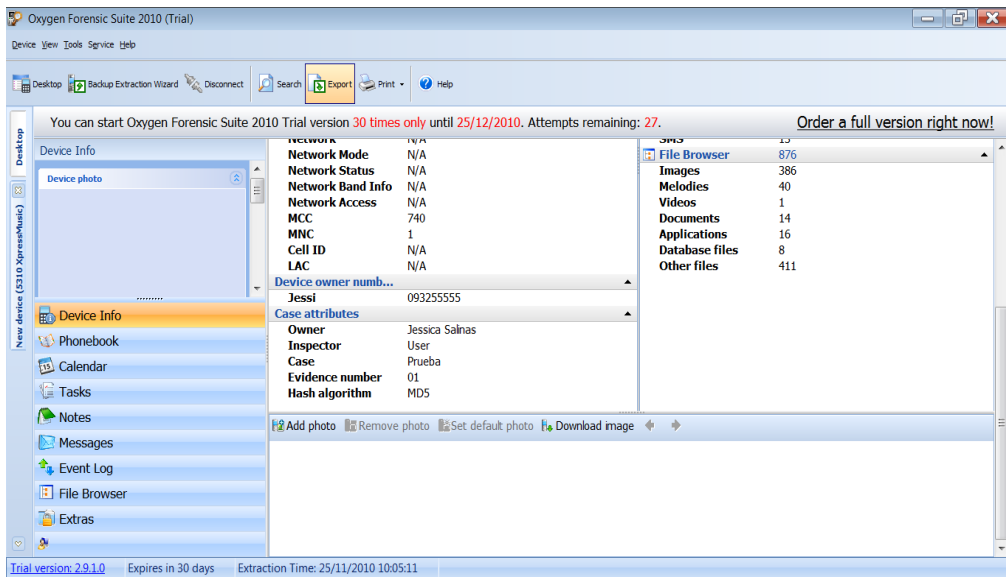 Oxygen Forensic Suite 2010 (Trial)
Device View Tools Service Help
Desktop Backup Extraction Wizard Disconnect Search Export Print Help
You can start Oxygen Forensic Suite 2010 Trial version 30 times only until 25/12/2010. Attempts remaining: 27. Order a full version right now!
Desktop
New device (5310 XpressMusic)
Device Info
Device photo
Device Info
Phonebook
Calendar
Tasks
Notes
Messages
Event Log
File Browser
Extras
Network N/A
Network Mode N/A
Network Status N/A
Network Band Info N/A
Network Access N/A
MCC 740
MNC 1
Cell ID N/A
LAC N/A
Device owner numb...
Jessi 093255555
Case attributes
Owner Jessica Salinas
Inspector User
Case Prueba
Evidence number 01
Hash algorithm MD5
SMS 15
File Browser 876
Images 386
Melodies 40
Videos 1
Documents 14
Applications 16
Database files 8
Other files 411
Add photo Remove photo Set default photo Download image
Trial version: 2.9.1.0 Expires in 30 days Extraction Time: 25/11/2010 10:05:11